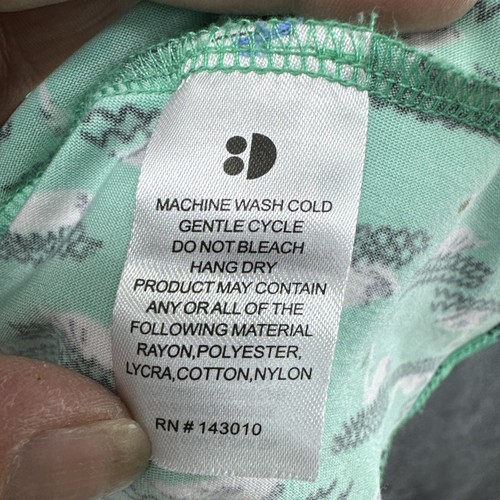 MACHINE WASH COLD
GENTLE CYCLE
DO NOT BLEACH
HANG DRY
PRODUCT MAY CONTAIN
ANY OR ALL OF THE
FOLLOWING MATERIAL
RAYON,POLYESTER,
LYCRA,COTTON,NYLON
RN # 143010